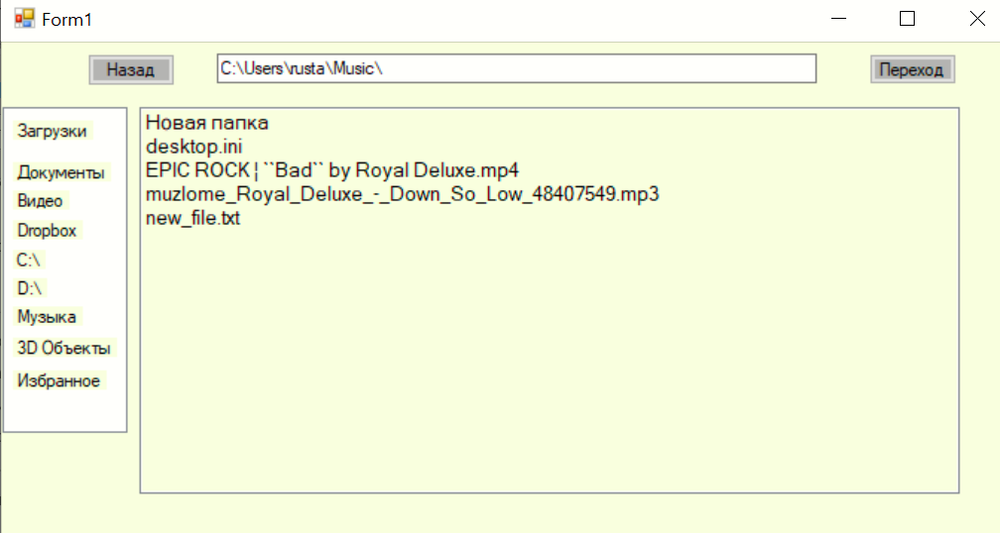 Form1
Назад
C:\Users\rusta\Music\
Переход
Загрузки
Документы
Видео
Dropbox
C:\
D:\
Музыка
3D Объекты
Избранное
Новая папка
desktop.ini
EPIC ROCK ¦ ``Bad`` by Royal Deluxe.mp4
muzlome_Royal_Deluxe_-_Down_So_Low_48407549.mp3
new_file.txt